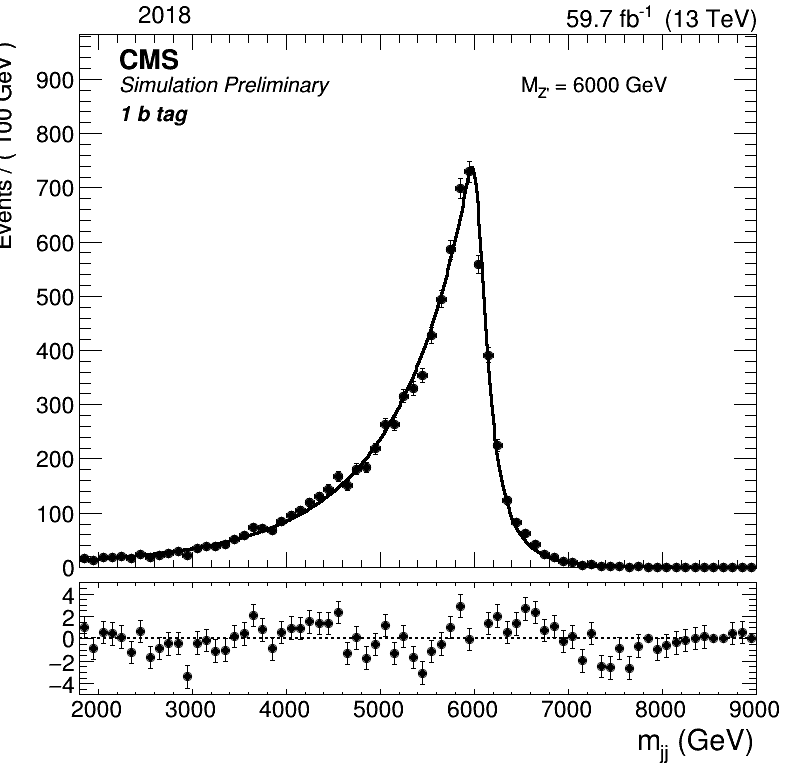 2018 59.7 fb⁻¹ (13 TeV)
CMS
Simulation Preliminary
M_Z' = 6000 GeV
1 b tag
Events / ( 100 GeV )
900
800
700
600
500
400
300
200
100
0
4
2
0
−2
−4
2000 3000 4000 5000 6000 7000 8000 9000
m_jj (GeV)